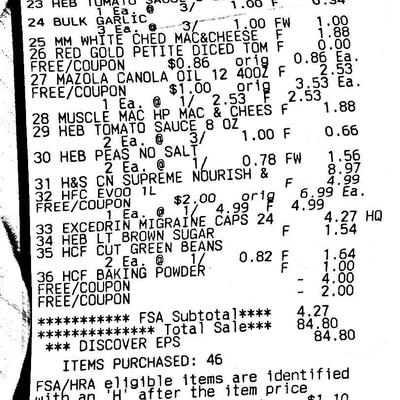 23 HEB TOMATO SAUC
1 Ea. @ 3/ 1.00 F 0.34
24 BULK GARLIC
3 Ea. @ 3/ 1.00 FW 1.00
25 MM WHITE CHED MAC&CHEESE F 1.88
26 RED GOLD PETITE DICED TOM F 0.00
FREE/COUPON $0.86 orig 0.86 Ea.
27 MAZOLA CANOLA OIL 12 40OZ F 2.53
FREE/COUPON $1.00 orig 3.53 Ea.
1 Ea. @ 1/ 2.53 F 2.53
28 MUSCLE MAC HP MAC & CHEES F 1.88
29 HEB TOMATO SAUCE 8 OZ
2 Ea. @ 3/ 1.00 F 0.66
30 HEB PEAS NO SALT
2 Ea. @ 1/ 0.78 FW 1.56
31 H&S CN SUPREME NOURISH & 8.97
32 HFC EVOO 1L F 4.99
FREE/COUPON $2.00 orig 6.99 Ea.
1 Ea. @ 1/ 4.99 F 4.99
33 EXCEDRIN MIGRAINE CAPS 24 4.27 HQ
34 HEB LT BROWN SUGAR F 1.54
35 HCF CUT GREEN BEANS
2 Ea. @ 1/ 0.82 F 1.64
36 HCF BAKING POWDER F 1.00
FREE/COUPON - 4.00
FREE/COUPON - 2.00
*********** FSA Subtotal**** 4.27
************** Total Sale*** 84.80
*** DISCOVER EPS 84.80
ITEMS PURCHASED: 46
FSA/HRA eligible items are identified
with an 'H' after the item price
$1.10